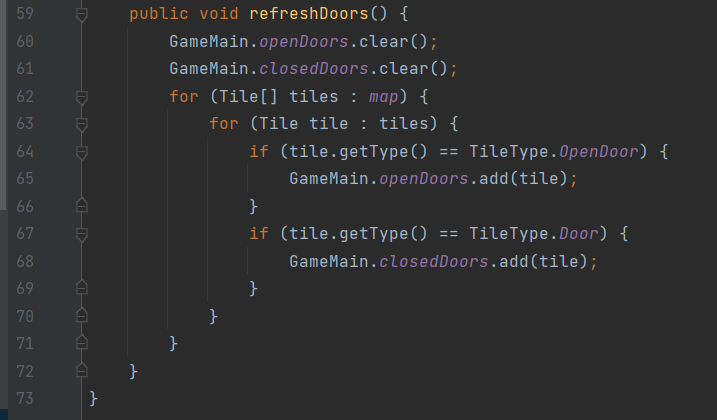 59 public void refreshDoors() {
60 GameMain.openDoors.clear();
61 GameMain.closedDoors.clear();
62 for (Tile[] tiles : map) {
63 for (Tile tile : tiles) {
64 if (tile.getType() == TileType.OpenDoor) {
65 GameMain.openDoors.add(tile);
66 }
67 if (tile.getType() == TileType.Door) {
68 GameMain.closedDoors.add(tile);
69 }
70 }
71 }
72 }
73 }